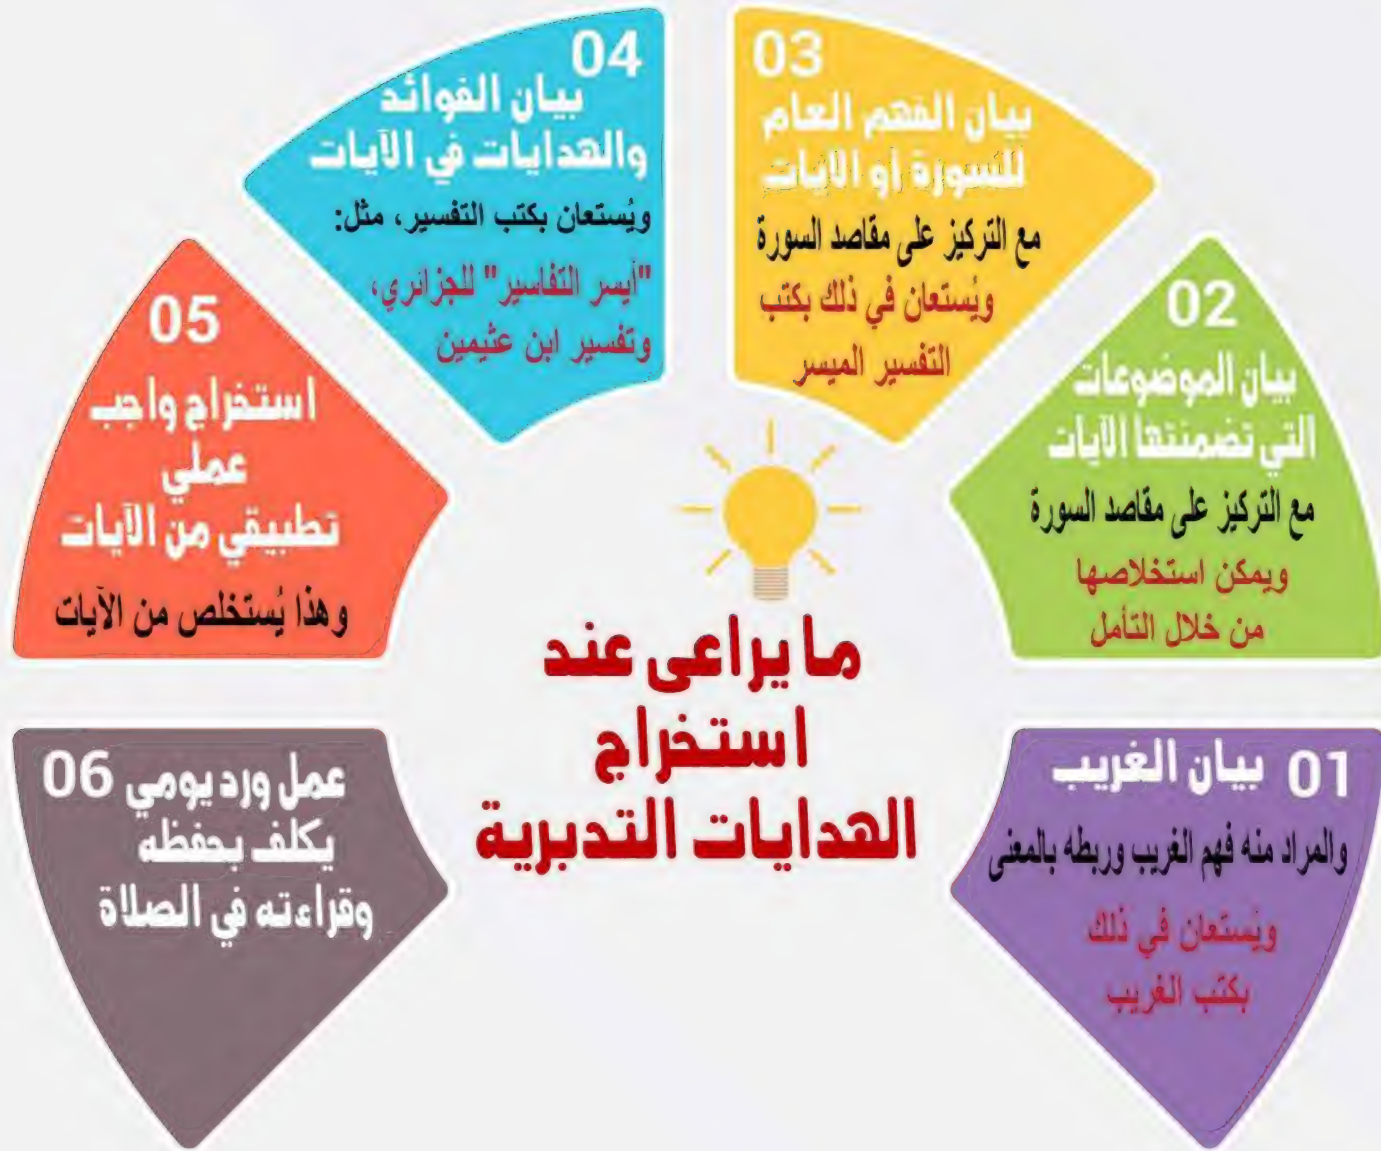 ما يراعى عند
استخراج
الهدايات التدبرية
01 بيان الغريب
والمراد منه فهم الغريب وربطه بالمعنى
ويُستعان في ذلك
بكتب الغريب
02
بيان الموضوعات
التي تضمنتها الآيات
مع التركيز على مقاصد السورة
ويمكن استخلاصها
من خلال التأمل
03
بيان الفهم العام
للسورة أو الآيات
مع التركيز على مقاصد السورة
ويُستعان في ذلك بكتب
التفسير الميسر
04
بيان الفوائد
والهدايات في الآيات
ويُستعان بكتب التفسير، مثل:
"أيسر التفاسير" للجزائري،
وتفسير ابن عثيمين
05
استخراج واجب
عملي
تطبيقي من الآيات
وهذا يُستخلص من الآيات
06 عمل ورد يومي
يكلف بحفظه
وقراءته في الصلاة